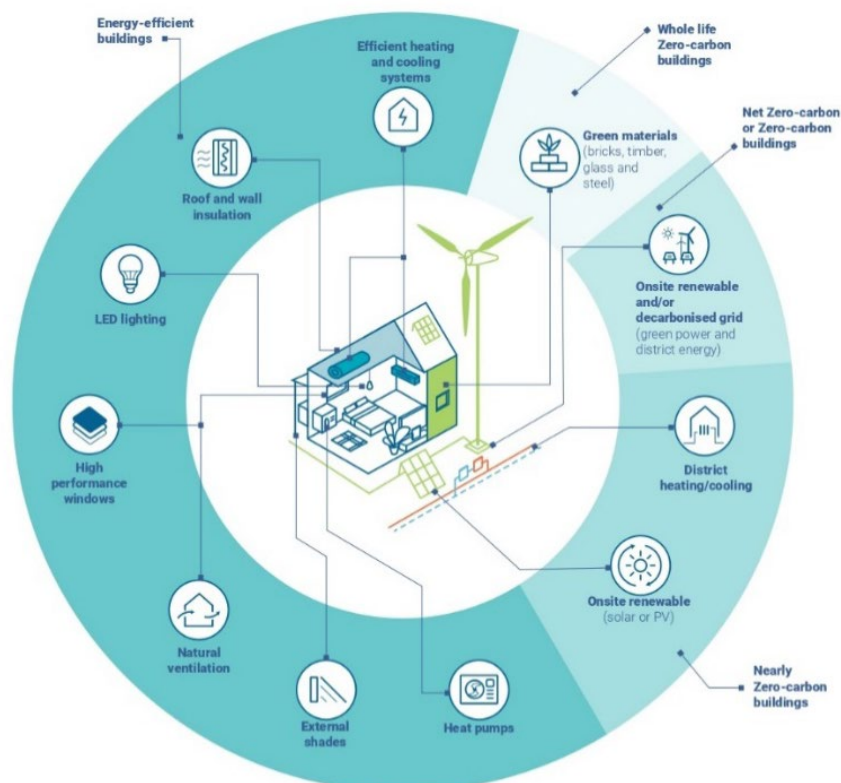 Energy-efficient
buildings
Efficient heating
and cooling
systems
Whole life
Zero-carbon
buildings
Green materials
(bricks, timber,
glass and
steel)
Net Zero-carbon
or Zero-carbon
buildings
Roof and wall
insulation
Onsite renewable
and/or
decarbonised grid
(green power and
district energy)
LED lighting
High
performance
windows
District
heating/cooling
Onsite renewable
(solar or PV)
Natural
ventilation
External
shades
Heat pumps
Nearly
Zero-carbon
buildings